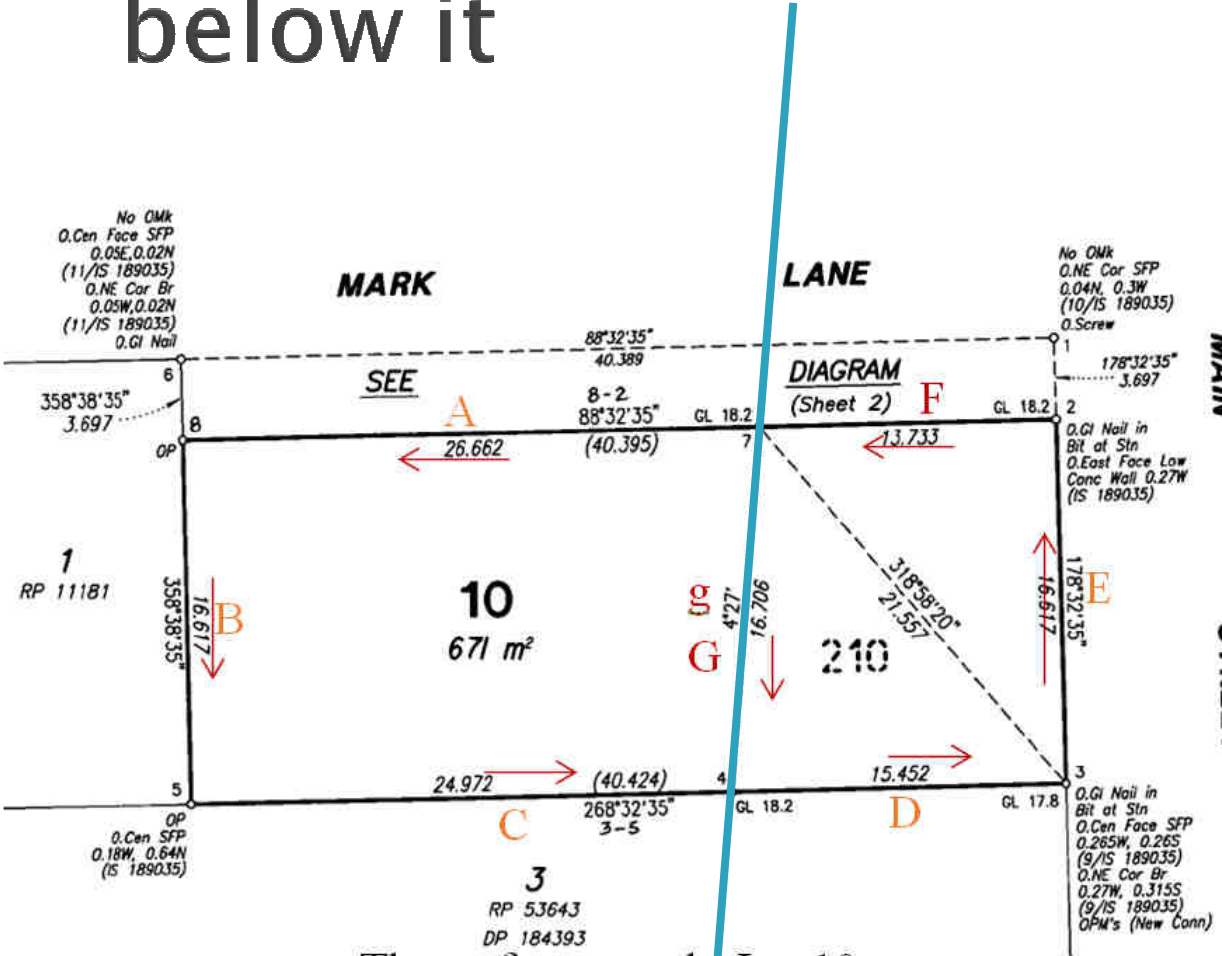 below it
No OMk
O.Cen Face SFP
0.05E,0.02N
(11/IS 189035)
O.NE Cor Br
0.05W,0.02N
(11/IS 189035)
O.GI Nail
MARK LANE
No OMk
O.NE Cor SFP
0.04N, 0.3W
(10/IS 189035)
O.Screw
88°32'35"
40.389
6
1
178°32'35"
3.697
MAIN
358°38'35"
3.697
SEE
DIAGRAM
(Sheet 2)
8-2
A
88°32'35"
GL 18.2
F
GL 18.2
2
8
OP
26.662
(40.395)
7
13.733
O.GI Nail in
Bit at Stn
O.East Face Low
Conc Wall 0.27W
(IS 189035)
1
RP 11181
358°38'35"
16.617
B
10
671 m²
g
G
4°27'
16.706
318°58'20"
21.557
210
16.617
178°32'35"
E
5
24.972
(40.424)
4
15.452
3
OP
O.Cen SFP
0.18W, 0.64N
(IS 189035)
C
268°32'35"
3-5
GL 18.2
D
GL 17.8
O.GI Nail in
Bit at Stn
O.Cen Face SFP
0.265W, 0.26S
(9/IS 189035)
O.NE Cor Br
0.27W, 0.315S
(9/IS 189035)
OPM's (New Conn)
3
RP 53643
DP 184393